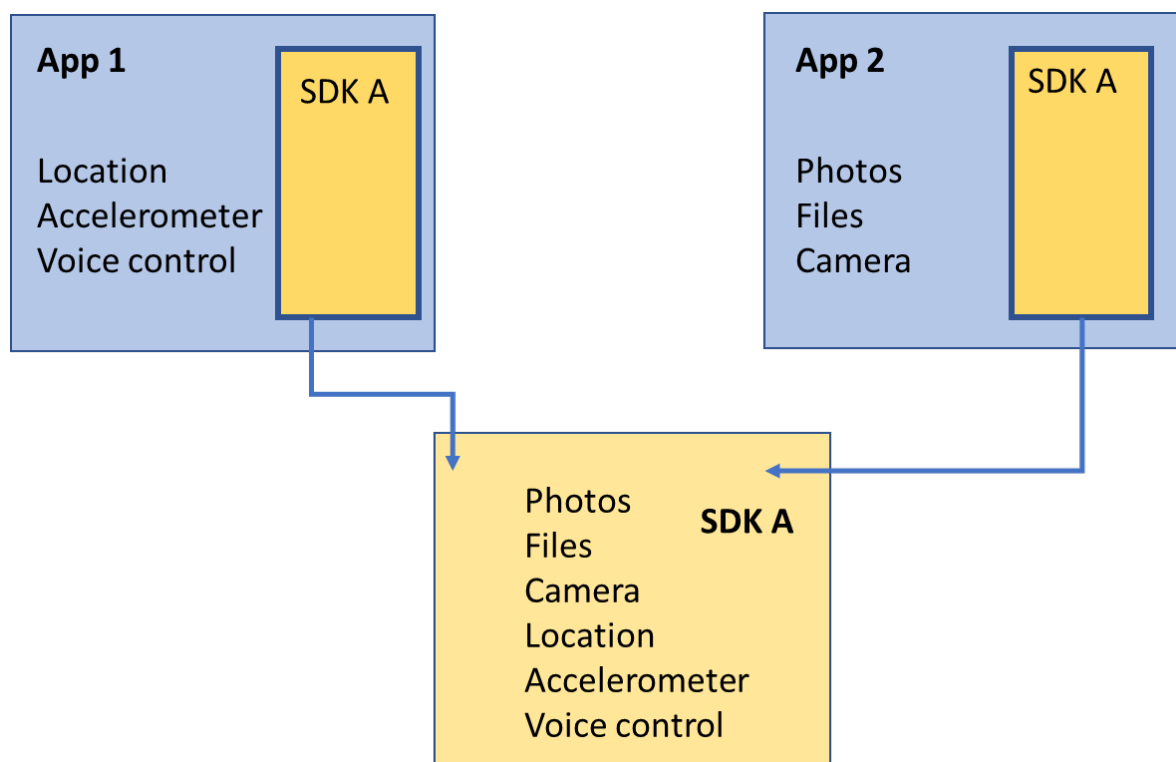 App 1
SDK A
Location
Accelerometer
Voice control
App 2
SDK A
Photos
Files
Camera
Photos
Files
Camera
Location
Accelerometer
Voice control
SDK A